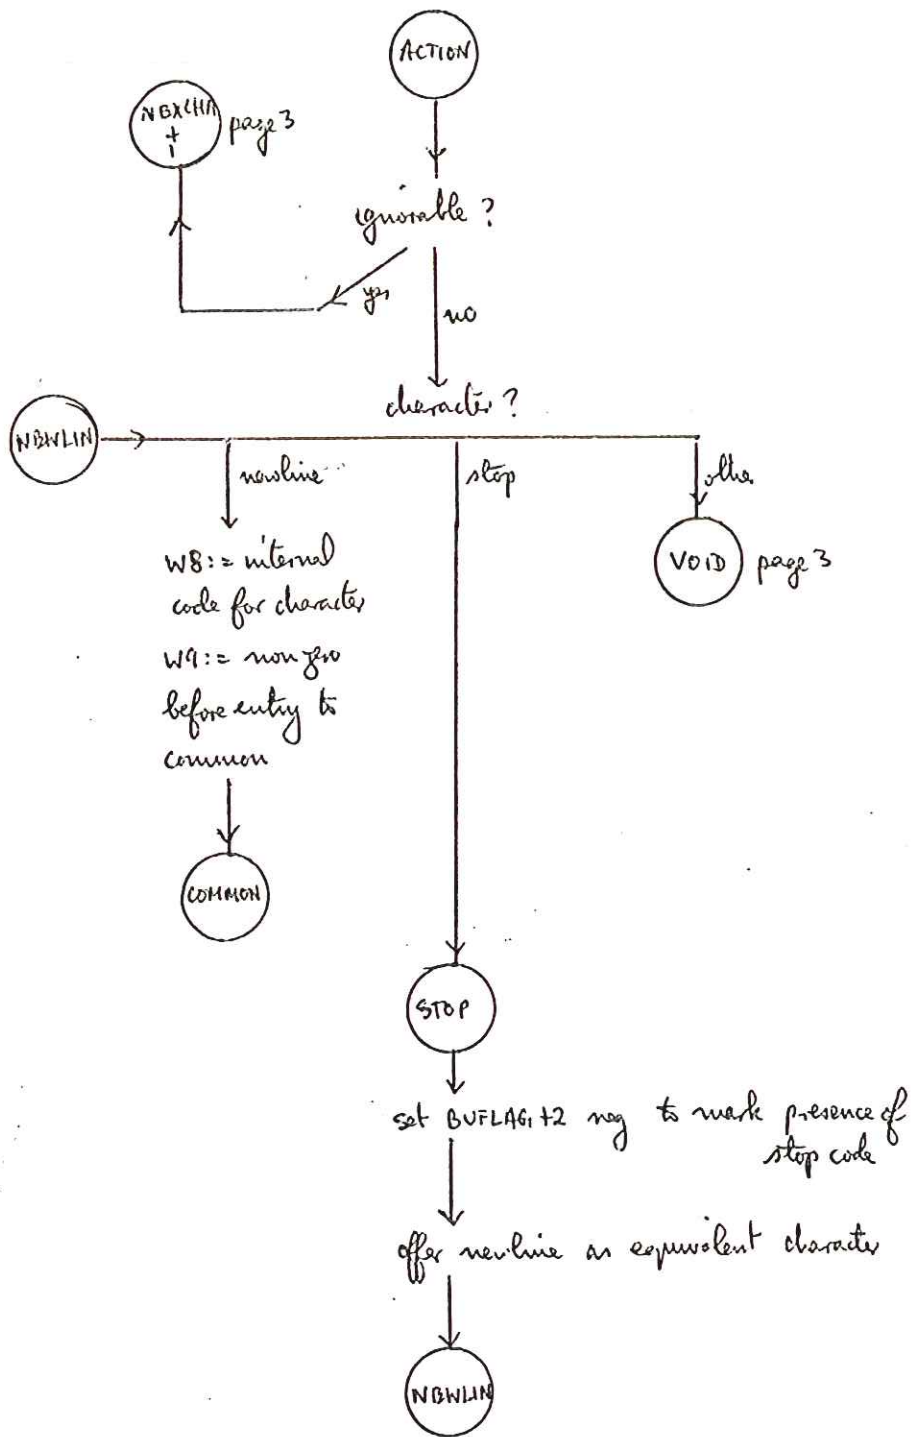 ACTION
NBXCHA
+
1
page 3
ignorable ?
yes
no
character ?
NBWLIN
newline
stop
other
W8:= internal
code for character
W9:= non zero
before entry to
common
VOID
page 3
COMMON
STOP
set BUFLAG+2 neg to mark presence of
stop code
offer newline as equivalent character
NBWLIN